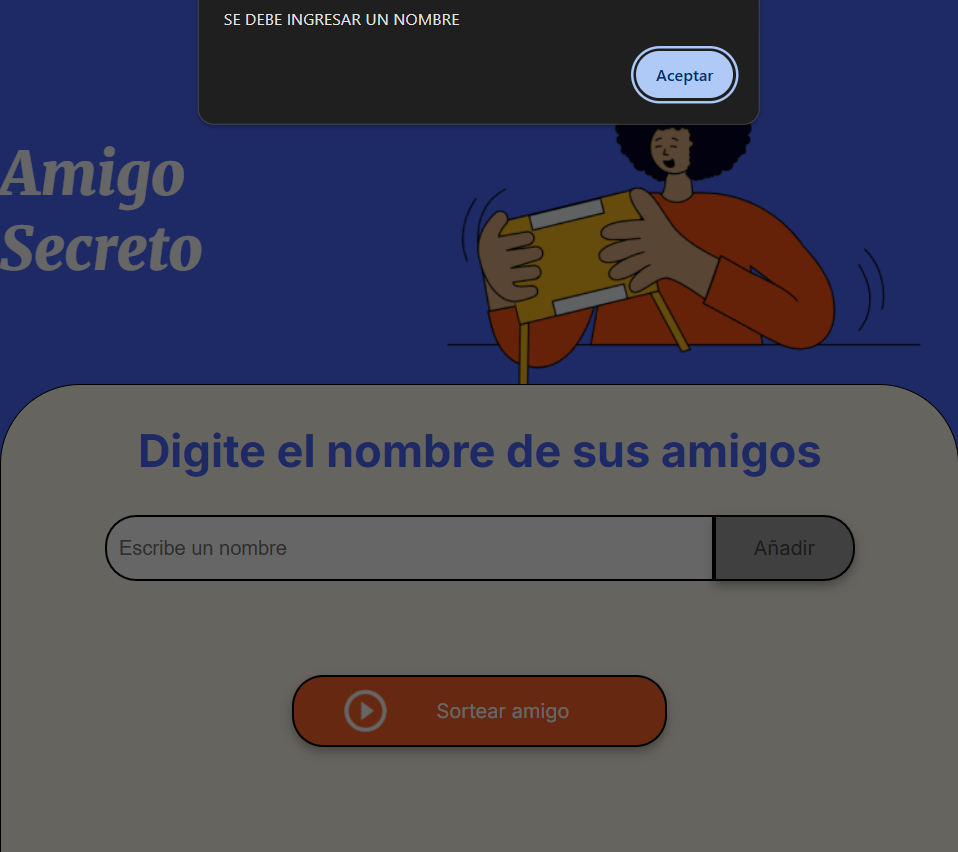 SE DEBE INGRESAR UN NOMBRE
Aceptar
Amigo
Secreto
Digite el nombre de sus amigos
Escribe un nombre
Añadir
Sortear amigo